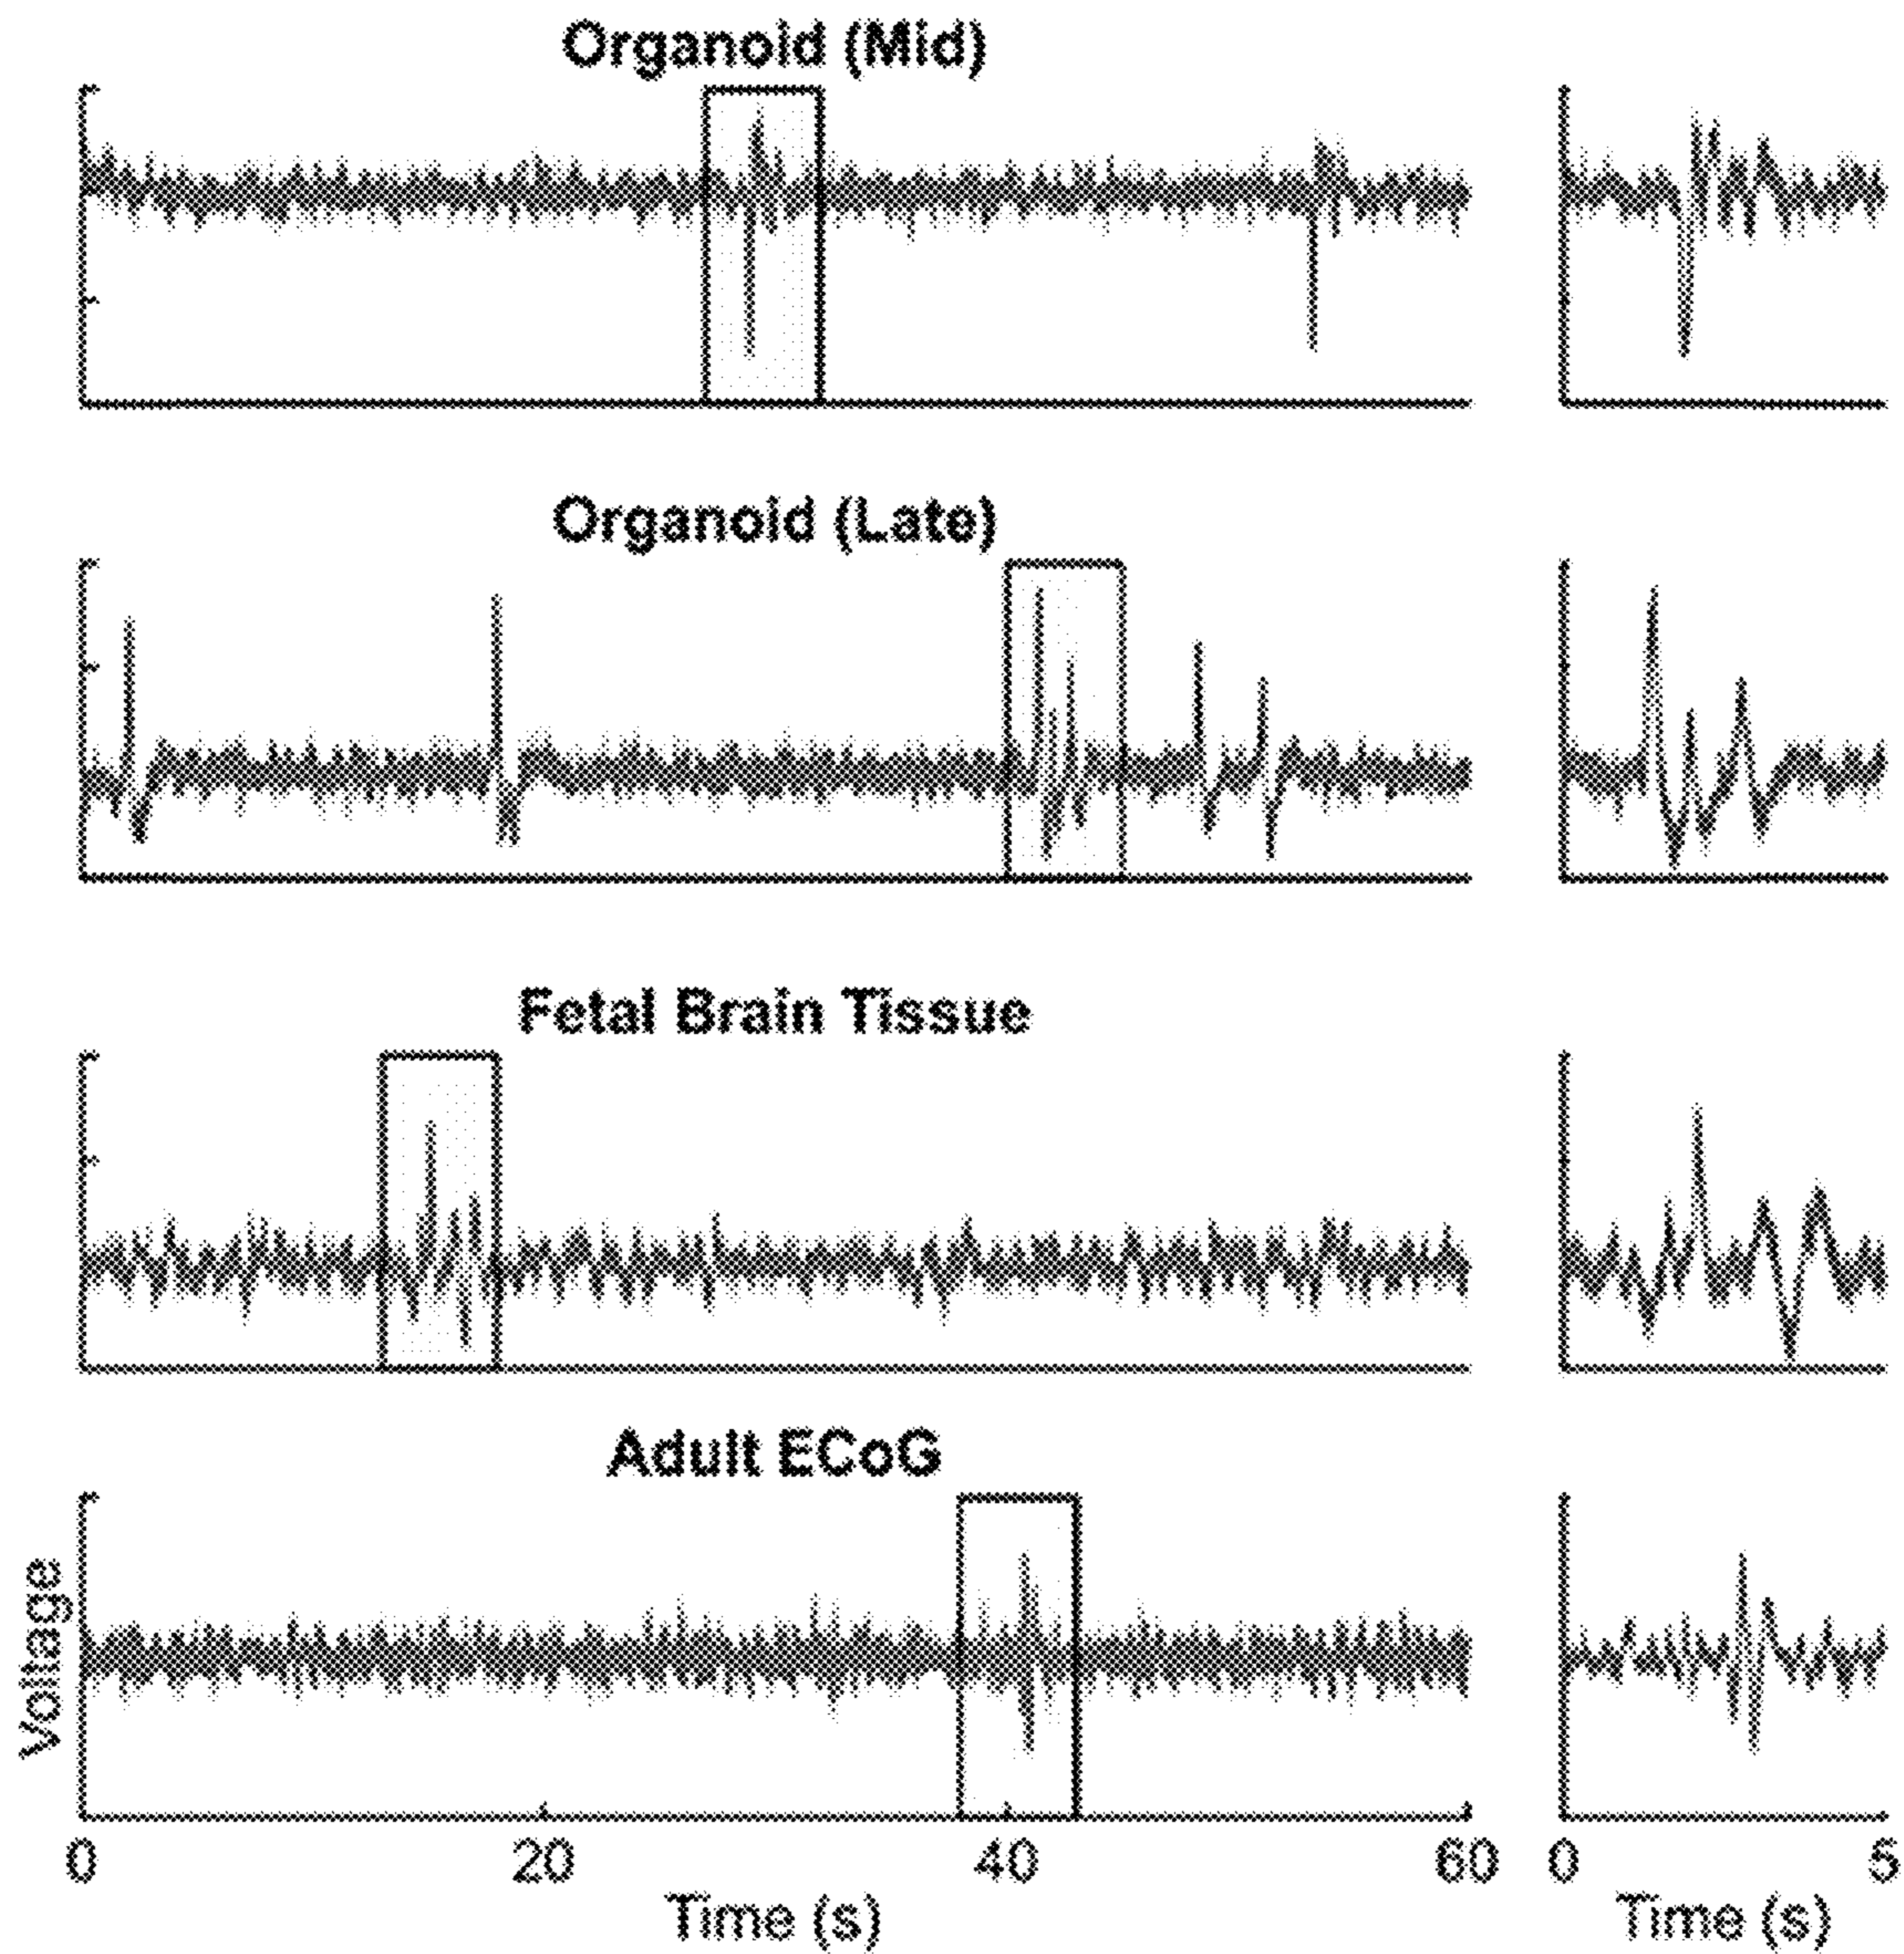 Organoid (Mid)
Organoid (Late)
Fetal Brain Tissue
Adult ECoG
Voltage
0 20 40 60 0 5
Time (s) Time (s)